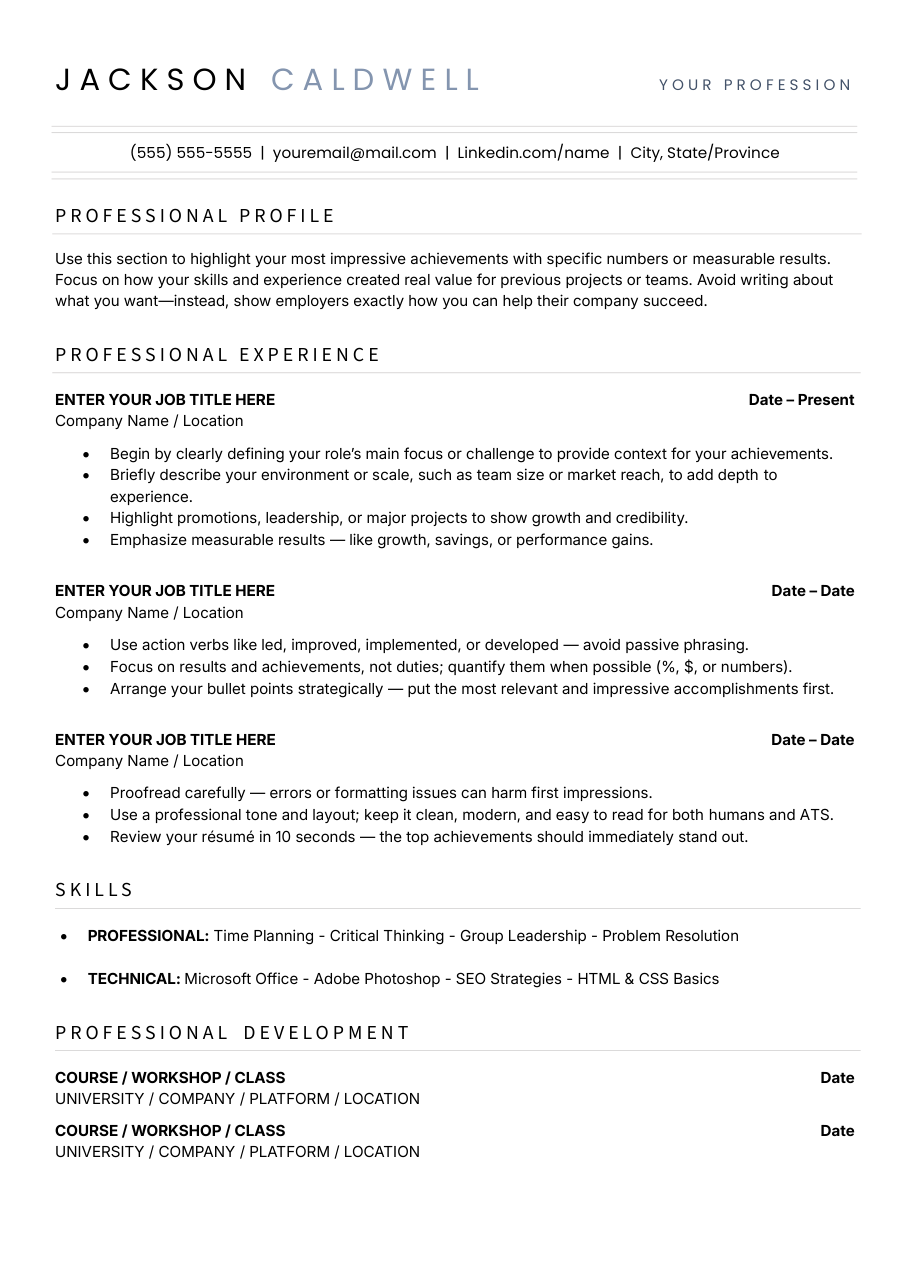 JACKSON CALDWELL
YOUR PROFESSION
(555) 555-5555 | youremail@mail.com | Linkedin.com/name | City, State/Province
PROFESSIONAL PROFILE
Use this section to highlight your most impressive achievements with specific numbers or measurable results.
Focus on how your skills and experience created real value for previous projects or teams. Avoid writing about
what you want—instead, show employers exactly how you can help their company succeed.
PROFESSIONAL EXPERIENCE
ENTER YOUR JOB TITLE HERE Date – Present
Company Name / Location
• Begin by clearly defining your role’s main focus or challenge to provide context for your achievements.
• Briefly describe your environment or scale, such as team size or market reach, to add depth to
experience.
• Highlight promotions, leadership, or major projects to show growth and credibility.
• Emphasize measurable results — like growth, savings, or performance gains.
ENTER YOUR JOB TITLE HERE Date – Date
Company Name / Location
• Use action verbs like led, improved, implemented, or developed — avoid passive phrasing.
• Focus on results and achievements, not duties; quantify them when possible (%, $, or numbers).
• Arrange your bullet points strategically — put the most relevant and impressive accomplishments first.
ENTER YOUR JOB TITLE HERE Date – Date
Company Name / Location
• Proofread carefully — errors or formatting issues can harm first impressions.
• Use a professional tone and layout; keep it clean, modern, and easy to read for both humans and ATS.
• Review your résumé in 10 seconds — the top achievements should immediately stand out.
SKILLS
• PROFESSIONAL: Time Planning - Critical Thinking - Group Leadership - Problem Resolution
• TECHNICAL: Microsoft Office - Adobe Photoshop - SEO Strategies - HTML & CSS Basics
PROFESSIONAL DEVELOPMENT
COURSE / WORKSHOP / CLASS Date
UNIVERSITY / COMPANY / PLATFORM / LOCATION
COURSE / WORKSHOP / CLASS Date
UNIVERSITY / COMPANY / PLATFORM / LOCATION